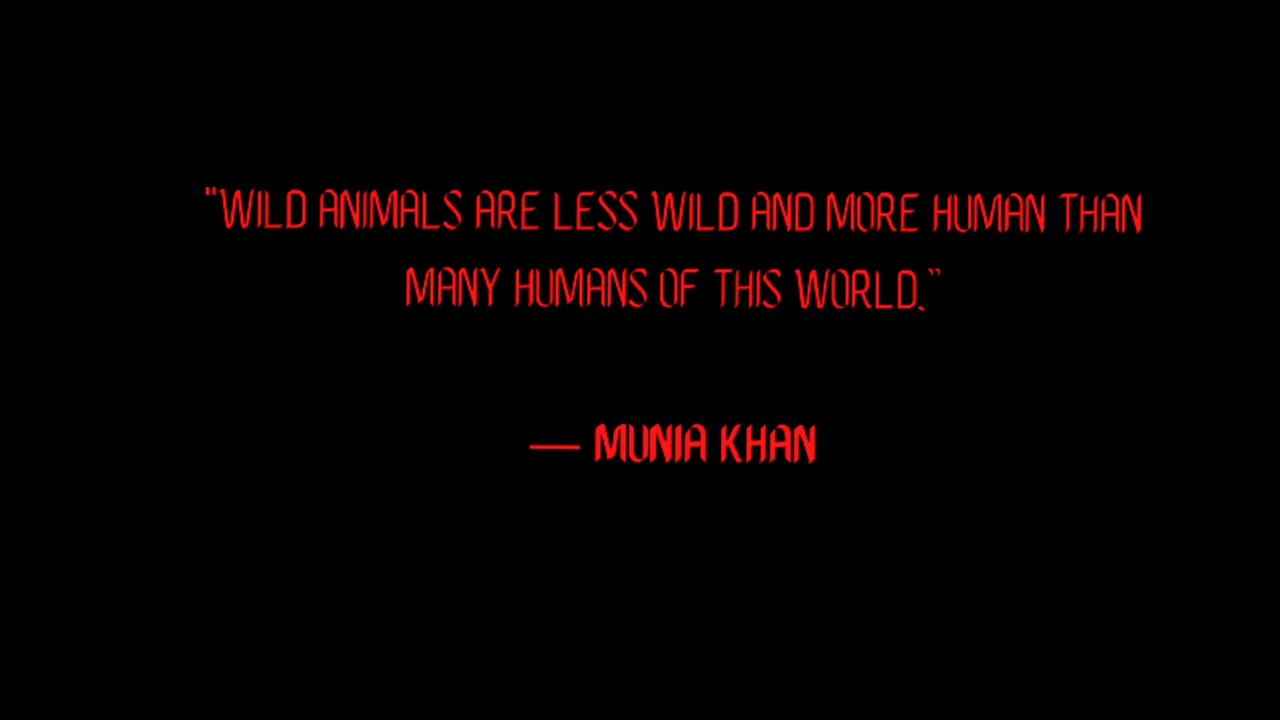 "WILD ANIMALS ARE LESS WILD AND MORE HUMAN THAN
MANY HUMANS OF THIS WORLD."
— MUNIA KHAN